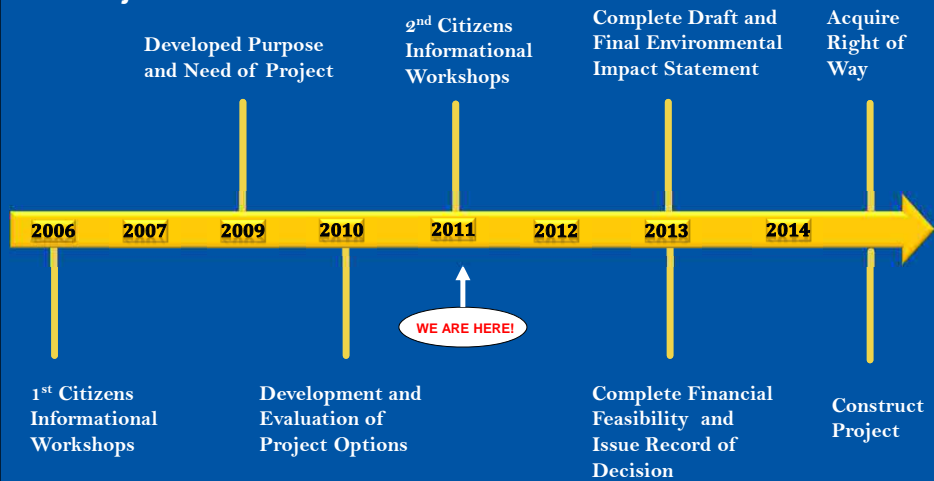 Developed Purpose
and Need of Project
2nd Citizens
Informational
Workshops
Complete Draft and
Final Environmental
Impact Statement
Acquire
Right of
Way
2006 2007 2009 2010 2011 2012 2013 2014
WE ARE HERE!
1st Citizens
Informational
Workshops
Development and
Evaluation of
Project Options
Complete Financial
Feasibility and
Issue Record of
Decision
Construct
Project